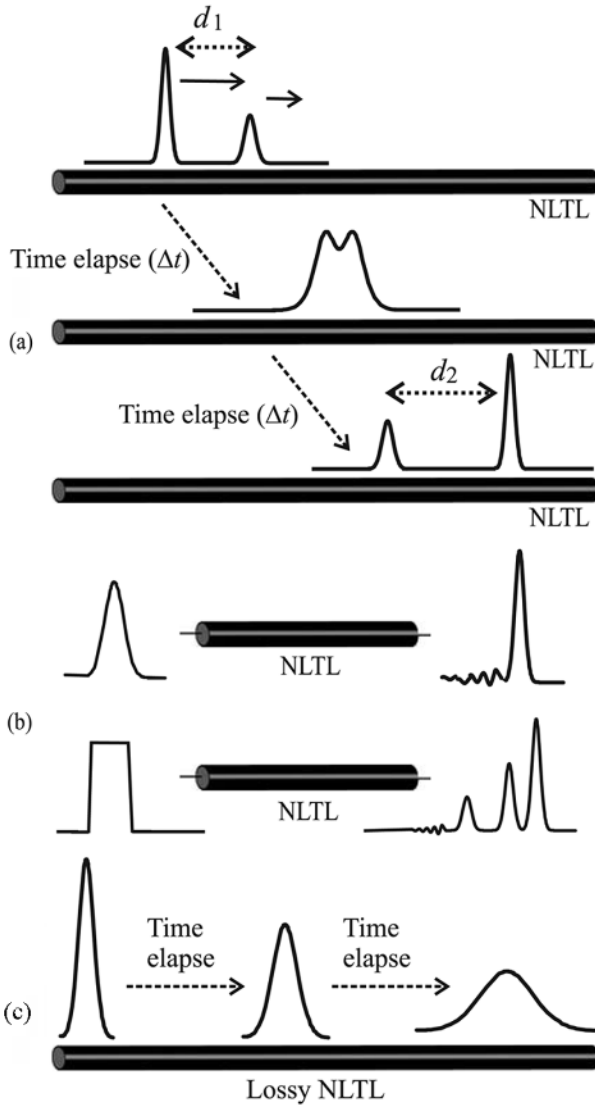 d1
NLTL
Time elapse (Δt)
(a)
NLTL
d2
Time elapse (Δt)
NLTL
NLTL
(b)
NLTL
Time
elapse
Time
elapse
(c)
Lossy NLTL